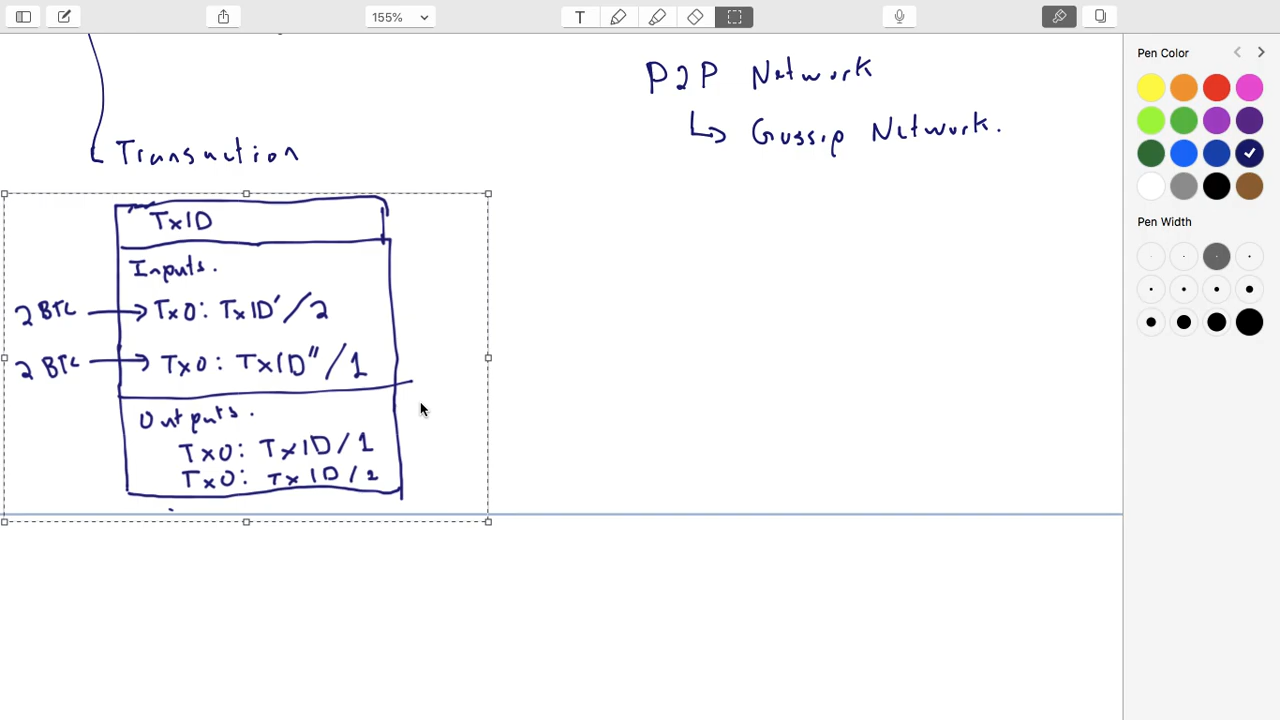 155%
P2P Network
↳ Gossip Network.
Transaction
TxID
Inputs.
2 BTC → TxO: TxID'/2
2 BTC → TxO: TxID"/1
Outputs.
TxO: TxID/1
TxO: TxID/2
Pen Color
Pen Width
T